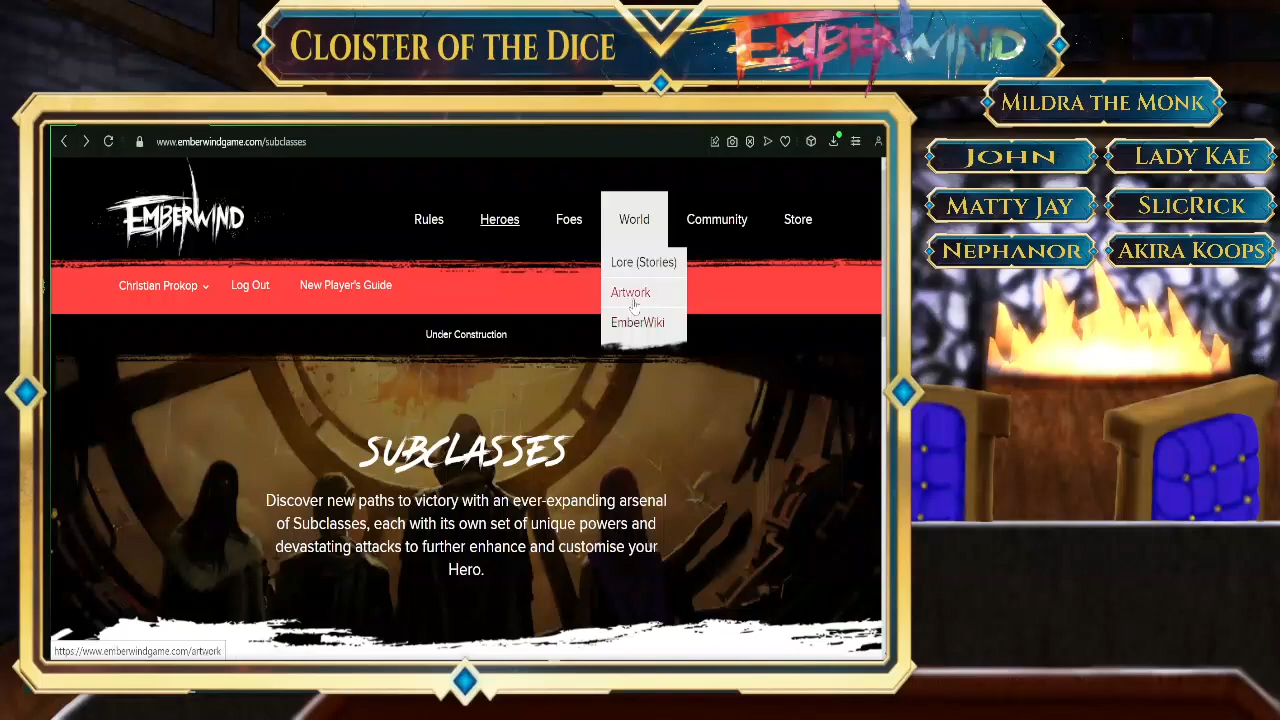 CLOISTER OF THE DICE
EMBERWIND
MILDRA THE MONK
JOHN
LADY KAE
MATTY JAY
SLICRICK
NEPHANOR
AKIRA KOOPS
www.emberwindgame.com/subclasses
EMBERWIND
Rules
Heroes
Foes
World
Community
Store
Lore (Stories)
Artwork
EmberWiki
Christian Prokop
Log Out
New Player's Guide
Under Construction
SUBCLASSES
Discover new paths to victory with an ever-expanding arsenal
of Subclasses, each with its own set of unique powers and
devastating attacks to further enhance and customise your
Hero.
https://www.emberwindgame.com/artwork